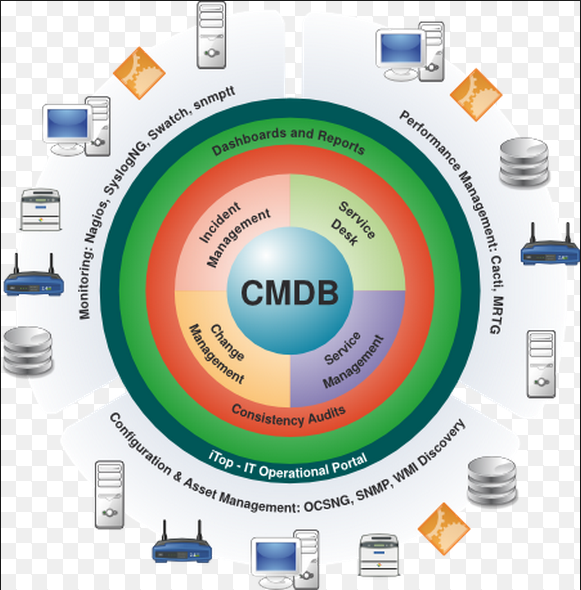 Monitoring: Nagios, SyslogNG, Swatch, snmptt
Performance Management: Cacti, MRTG
Dashboards and Reports
Incident
Management
Service
Desk
CMDB
Change
Management
Service
Management
Consistency Audits
iTop - IT Operational Portal
Configuration & Asset Management: OCSNG, SNMP, WMI Discovery